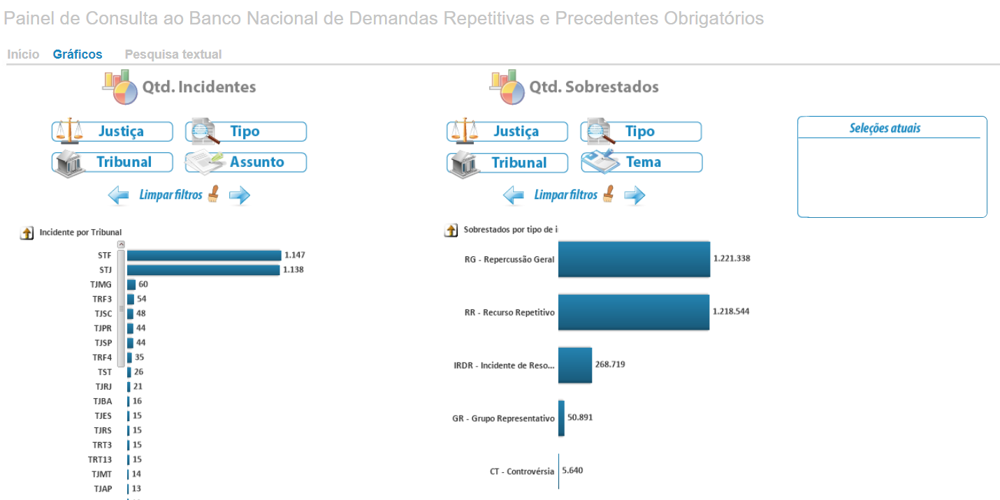 Painel de Consulta ao Banco Nacional de Demandas Repetitivas e Precedentes Obrigatórios
Início Gráficos Pesquisa textual
Qtd. Incidentes
Justiça Tipo
Tribunal Assunto
Limpar filtros
Incidente por Tribunal
STF 1.147
STJ 1.138
TJMG 60
TRF3 54
TJSC 48
TJPR 44
TJSP 44
TRF4 35
TST 26
TJRJ 21
TJBA 16
TJES 15
TJRS 15
TRT3 15
TRT13 15
TJMT 14
TJAP 13
Qtd. Sobrestados
Justiça Tipo
Tribunal Tema
Limpar filtros
Sobrestados por tipo de i
RG - Repercussão Geral 1.221.338
RR - Recurso Repetitivo 1.218.544
IRDR - Incidente de Reso... 268.719
GR - Grupo Representativo 50.891
CT - Controvérsia 5.640
Seleções atuais